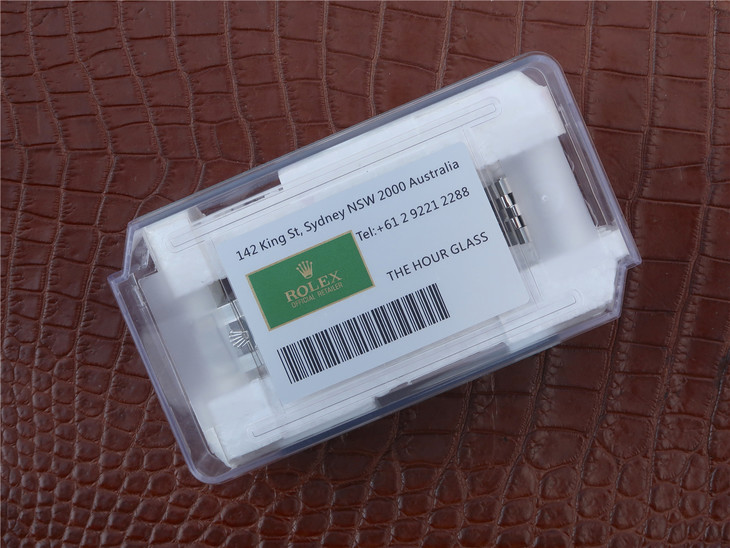 142 King St, Sydney NSW 2000 Australia
Tel:+61 2 9221 2288
ROLEX
OFFICIAL RETAILER
THE HOUR GLASS